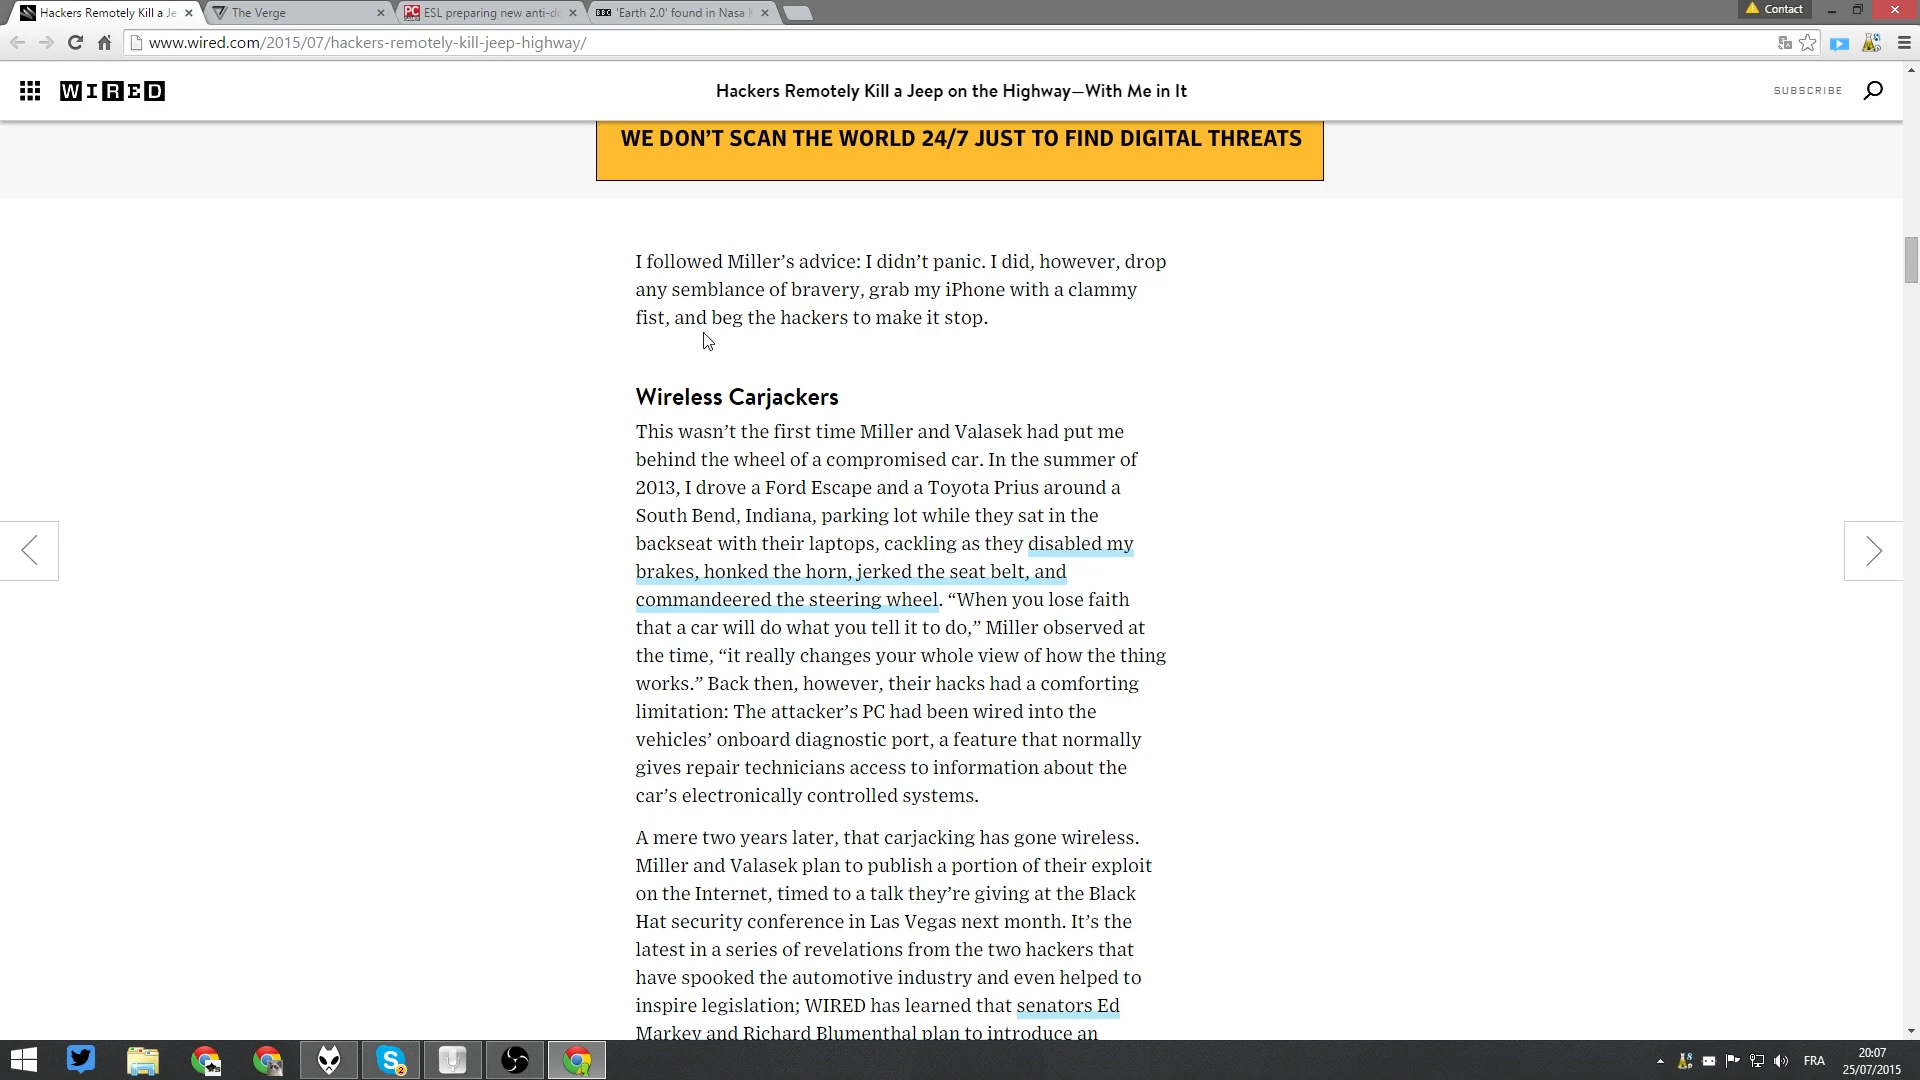 Hackers Remotely Kill a Je
The Verge
ESL preparing new anti-do
'Earth 2.0' found in Nasa K
Contact
www.wired.com/2015/07/hackers-remotely-kill-jeep-highway/
WIRED
Hackers Remotely Kill a Jeep on the Highway—With Me in It
SUBSCRIBE
WE DON’T SCAN THE WORLD 24/7 JUST TO FIND DIGITAL THREATS
I followed Miller’s advice: I didn’t panic. I did, however, drop
any semblance of bravery, grab my iPhone with a clammy
fist, and beg the hackers to make it stop.
Wireless Carjackers
This wasn’t the first time Miller and Valasek had put me
behind the wheel of a compromised car. In the summer of
2013, I drove a Ford Escape and a Toyota Prius around a
South Bend, Indiana, parking lot while they sat in the
backseat with their laptops, cackling as they disabled my
brakes, honked the horn, jerked the seat belt, and
commandeered the steering wheel. “When you lose faith
that a car will do what you tell it to do,” Miller observed at
the time, “it really changes your whole view of how the thing
works.” Back then, however, their hacks had a comforting
limitation: The attacker’s PC had been wired into the
vehicles’ onboard diagnostic port, a feature that normally
gives repair technicians access to information about the
car’s electronically controlled systems.
A mere two years later, that carjacking has gone wireless.
Miller and Valasek plan to publish a portion of their exploit
on the Internet, timed to a talk they’re giving at the Black
Hat security conference in Las Vegas next month. It’s the
latest in a series of revelations from the two hackers that
have spooked the automotive industry and even helped to
inspire legislation; WIRED has learned that senators Ed
Markey and Richard Blumenthal plan to introduce an
FRA
20:07
25/07/2015